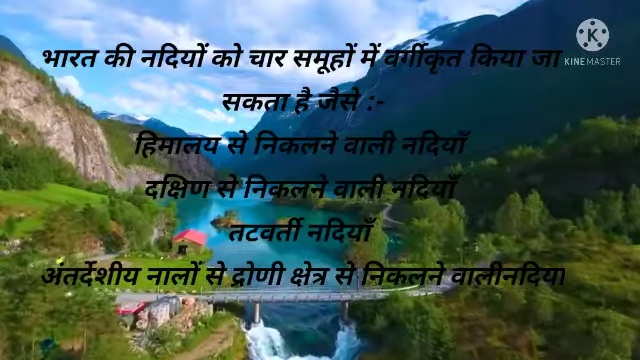 भारत की नदियों को चार समूहों में वर्गीकृत किया जा
सकता है जैसे :-
हिमालय से निकलने वाली नदियाँ
दक्षिण से निकलने वाली नदियाँ
तटवर्ती नदियाँ
अंतर्देशीय नालों से द्रोणी क्षेत्र से निकलने वालीनदिया
K
KINEMASTER